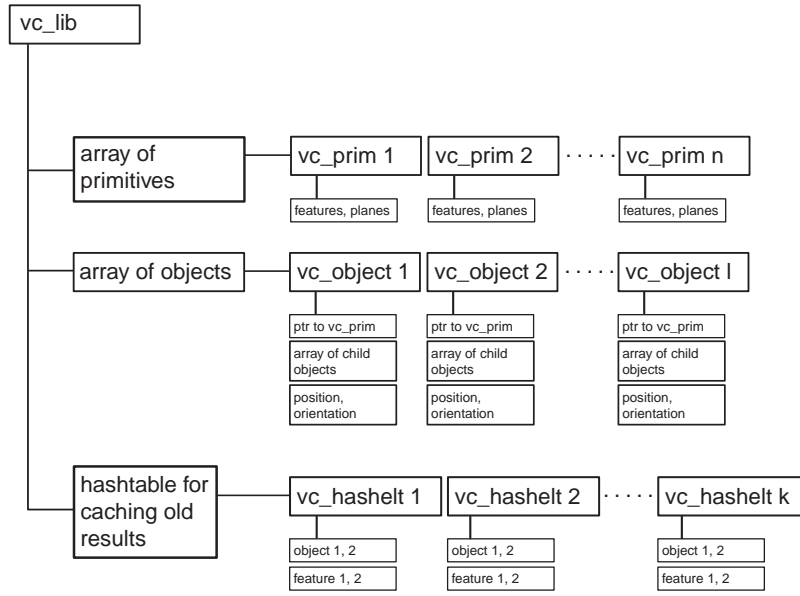 vc_lib
array of
primitives
vc_prim 1
vc_prim 2
.....
vc_prim n
features, planes
features, planes
features, planes
array of objects
vc_object 1
vc_object 2
.....
vc_object l
ptr to vc_prim
ptr to vc_prim
ptr to vc_prim
array of child
objects
array of child
objects
array of child
objects
position,
orientation
position,
orientation
position,
orientation
hashtable for
caching old
results
vc_hashelt 1
vc_hashelt 2
.....
vc_hashelt k
object 1, 2
object 1, 2
object 1, 2
feature 1, 2
feature 1, 2
feature 1, 2